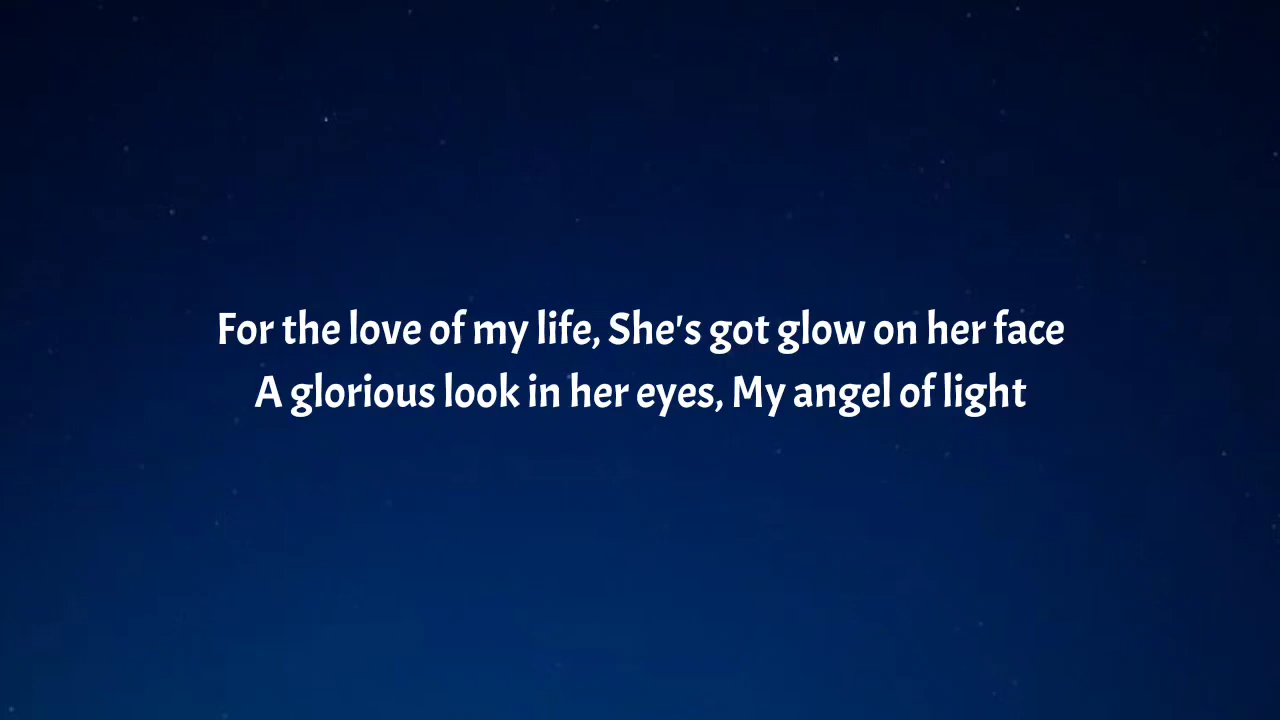 For the love of my life, She's got glow on her face
A glorious look in her eyes, My angel of light